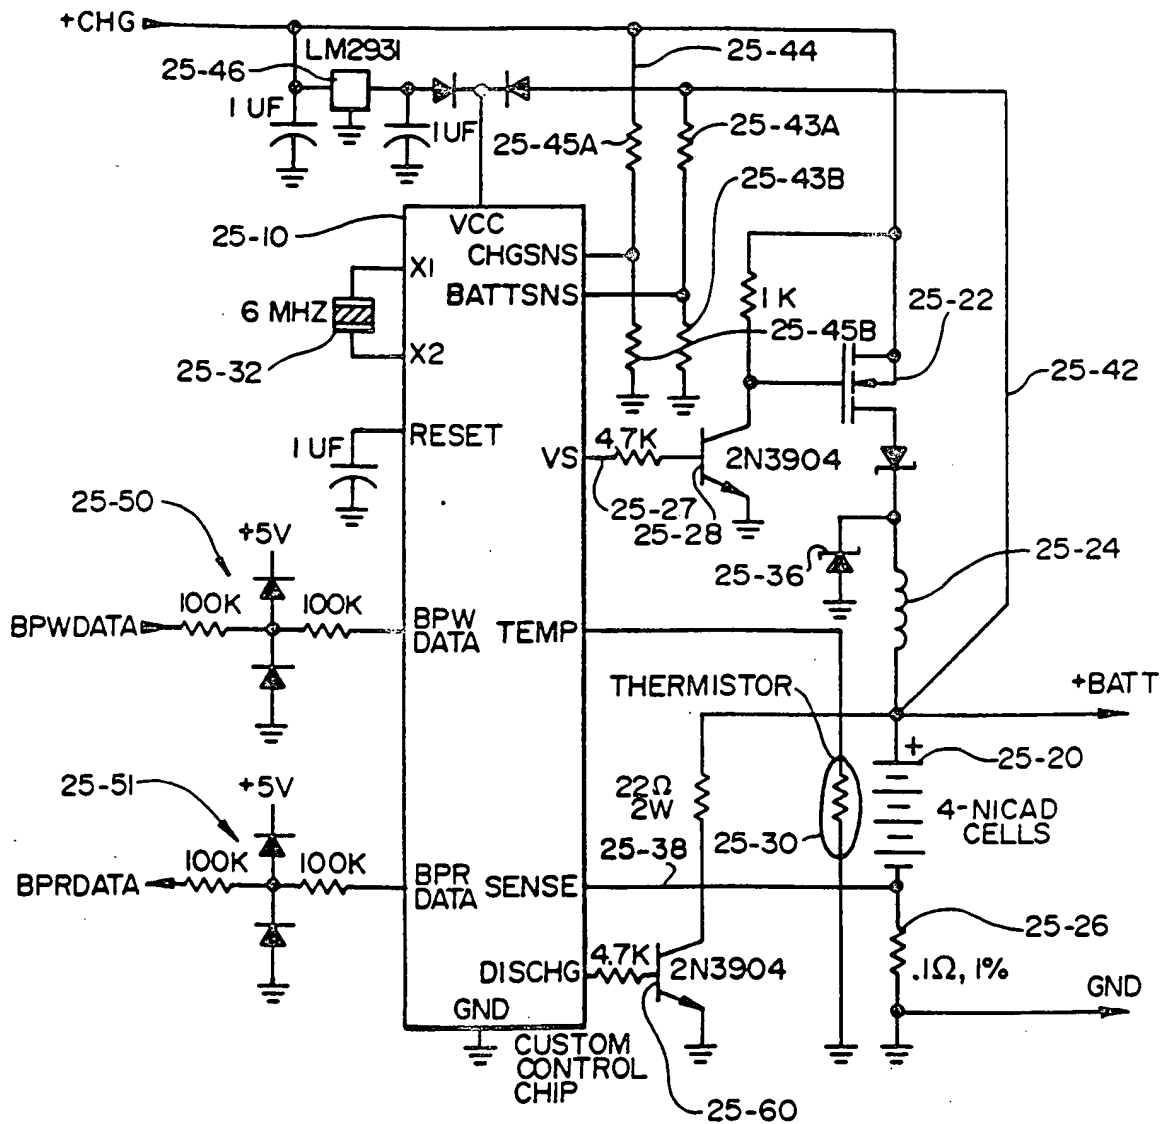 +CHG
LM2931
25-46
25-44
1 UF
1UF
25-45A
25-43A
25-43B
25-10
VCC
CHGSNS
X1
BATTSNS
1K
25-22
6 MHZ
25-45B
X2
25-32
25-42
RESET
1 UF
4.7K
VS
2N3904
25-50
25-27
25-28
+5V
25-36
25-24
100K
100K
BPWDATA
BPW
DATA
TEMP
THERMISTOR
+BATT
+
25-20
25-51
+5V
22Ω
2W
4-NICAD
CELLS
25-38
25-30
100K
100K
BPRDATA
BPR
DATA
SENSE
25-26
4.7K
DISCHG
2N3904
.1Ω, 1%
GND
GND
CUSTOM
CONTROL
CHIP
25-60